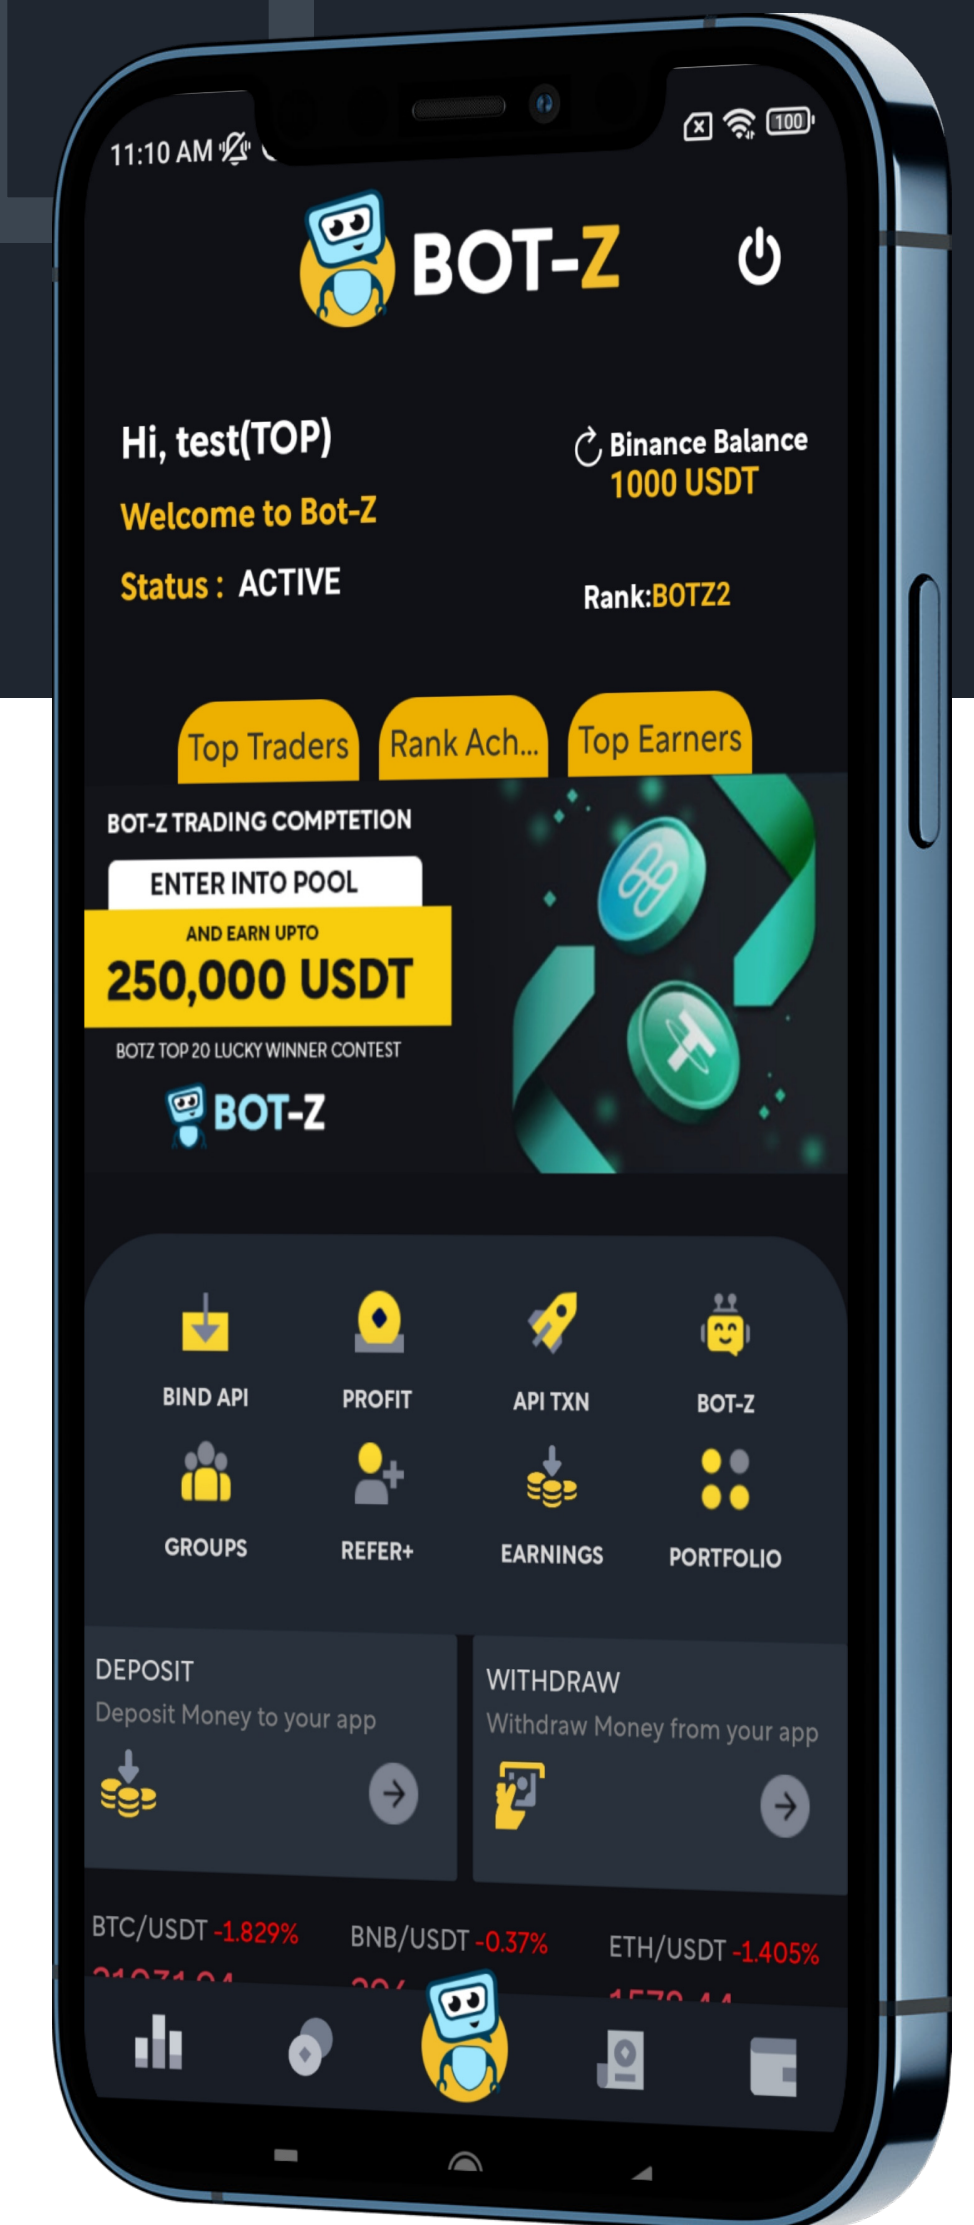 11:10 AM
100
BOT-Z
Hi, test(TOP)
Binance Balance
1000 USDT
Welcome to Bot-Z
Status : ACTIVE
Rank:BOTZ2
Top Traders
Rank Ach...
Top Earners
BOT-Z TRADING COMPTETION
ENTER INTO POOL
AND EARN UPTO
250,000 USDT
BOTZ TOP 20 LUCKY WINNER CONTEST
BOT-Z
BIND API
PROFIT
API TXN
BOT-Z
GROUPS
REFER+
EARNINGS
PORTFOLIO
DEPOSIT
Deposit Money to your app
WITHDRAW
Withdraw Money from your app
BTC/USDT -1.829%
BNB/USDT -0.37%
ETH/USDT -1.405%